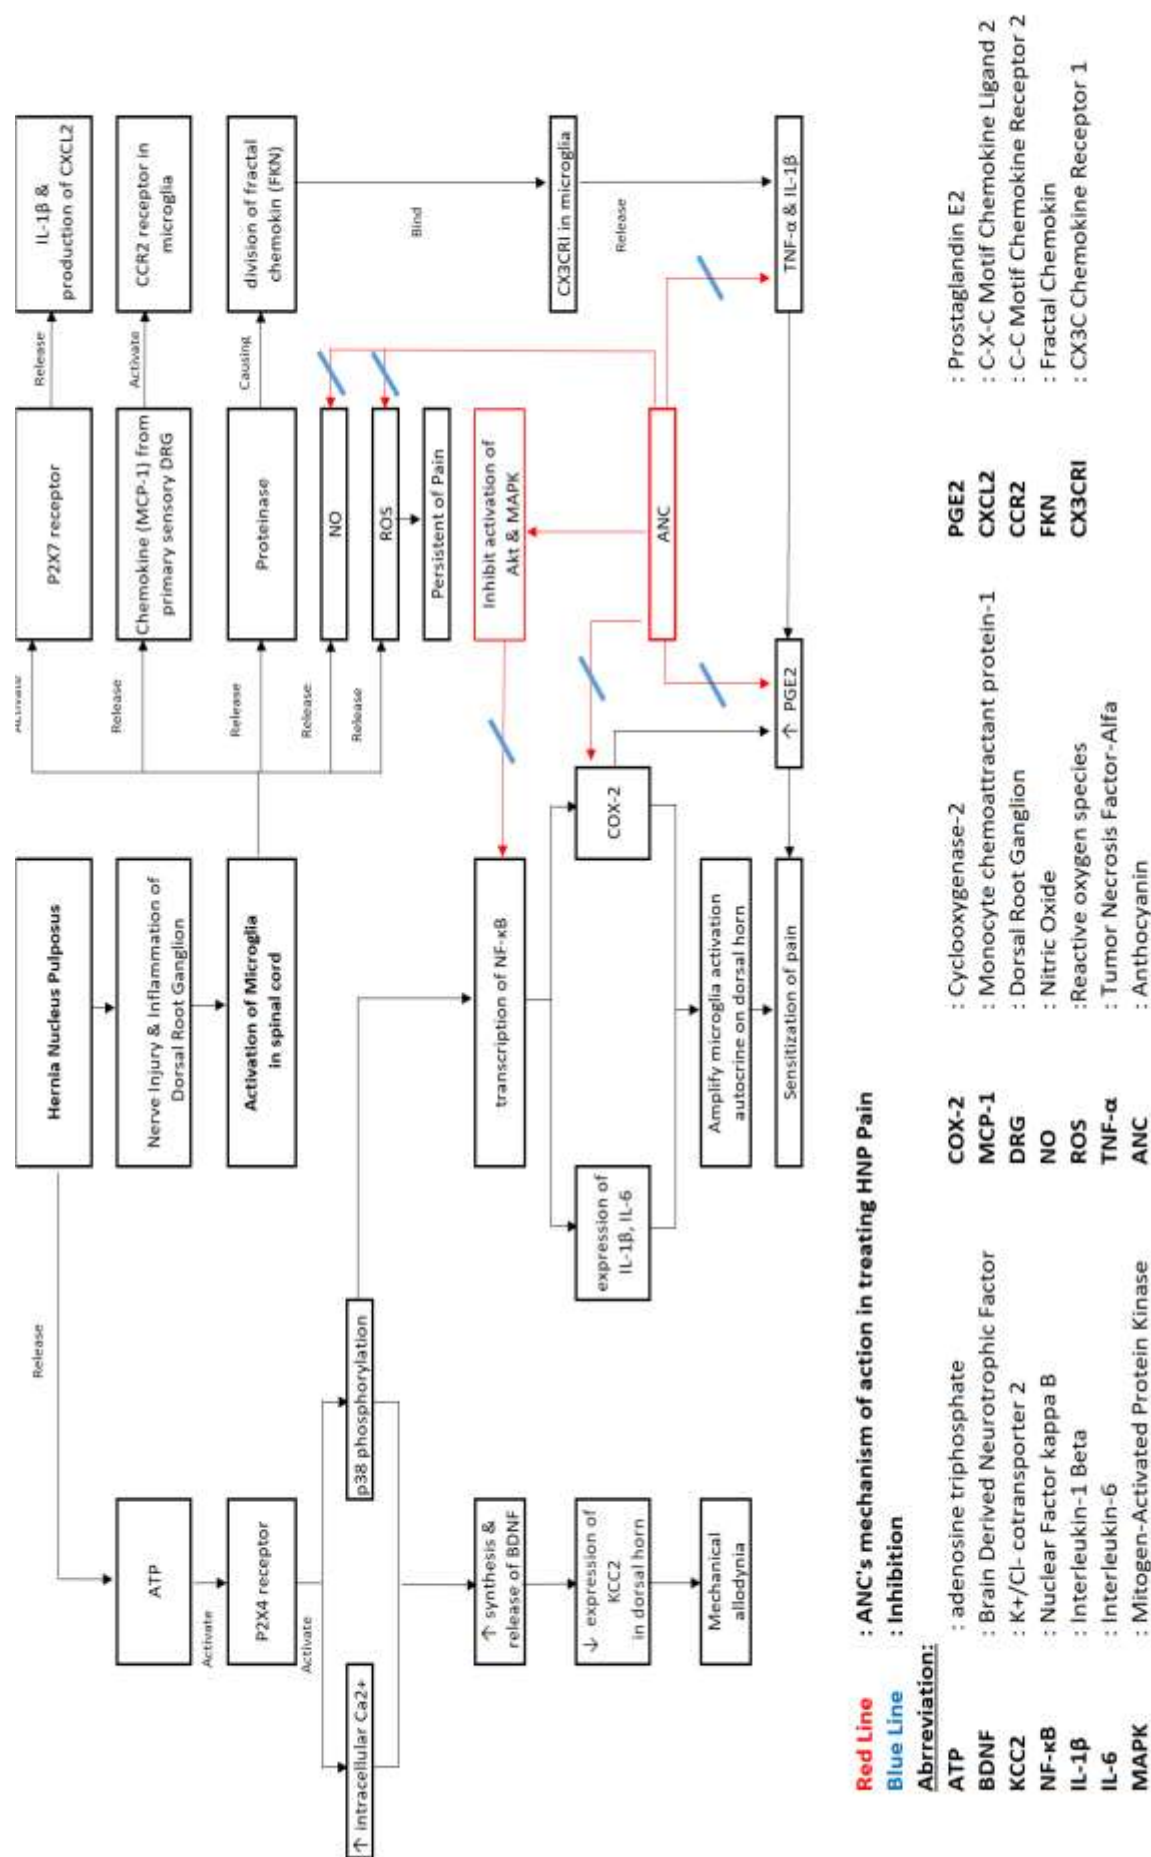 Hernia Nucleus Pulposus
Nerve Injury & Inflammation of
Dorsal Root Ganglion
Activation of Microglia
in spinal cord
Release
ATP
Activate
P2X4 receptor
Activate
↑ intracellular Ca2+
p38 phosphorylation
↑ synthesis &
release of BDNF
↓ expression of
KCC2
in dorsal horn
Mechanical
allodynia
transcription of NF-κB
expression of
IL-1β, IL-6
COX-2
Amplify microglia activation
autocrine on dorsal horn
Sensitization of pain
Activate
P2X7 receptor
Release
IL-1β &
production of CXCL2
Release
Chemokine (MCP-1) from
primary sensory DRG
Activate
CCR2 receptor in
microglia
Release
Proteinase
Causing
division of fractal
chemokin (FKN)
Release
NO
Release
ROS
Persistent of Pain
Bind
CX3CRI in microglia
Release
TNF-α & IL-1β
Inhibit activation of
Akt & MAPK
ANC
↑ PGE2
Red Line : ANC's mechanism of action in treating HNP Pain
Blue Line : Inhibition
Abrreviation:
ATP : adenosine triphosphate
BDNF : Brain Derived Neurotrophic Factor
KCC2 : K+/Cl- cotransporter 2
NF-κB : Nuclear Factor kappa B
IL-1β : Interleukin-1 Beta
IL-6 : Interleukin-6
MAPK : Mitogen-Activated Protein Kinase
COX-2 : Cyclooxygenase-2
MCP-1 : Monocyte chemoattractant protein-1
DRG : Dorsal Root Ganglion
NO : Nitric Oxide
ROS :Reactive oxygen species
TNF-α : Tumor Necrosis Factor-Alfa
ANC : Anthocyanin
PGE2 : Prostaglandin E2
CXCL2 : C-X-C Motif Chemokine Ligand 2
CCR2 : C-C Motif Chemokine Receptor 2
FKN : Fractal Chemokin
CX3CRI : CX3C Chemokine Receptor 1